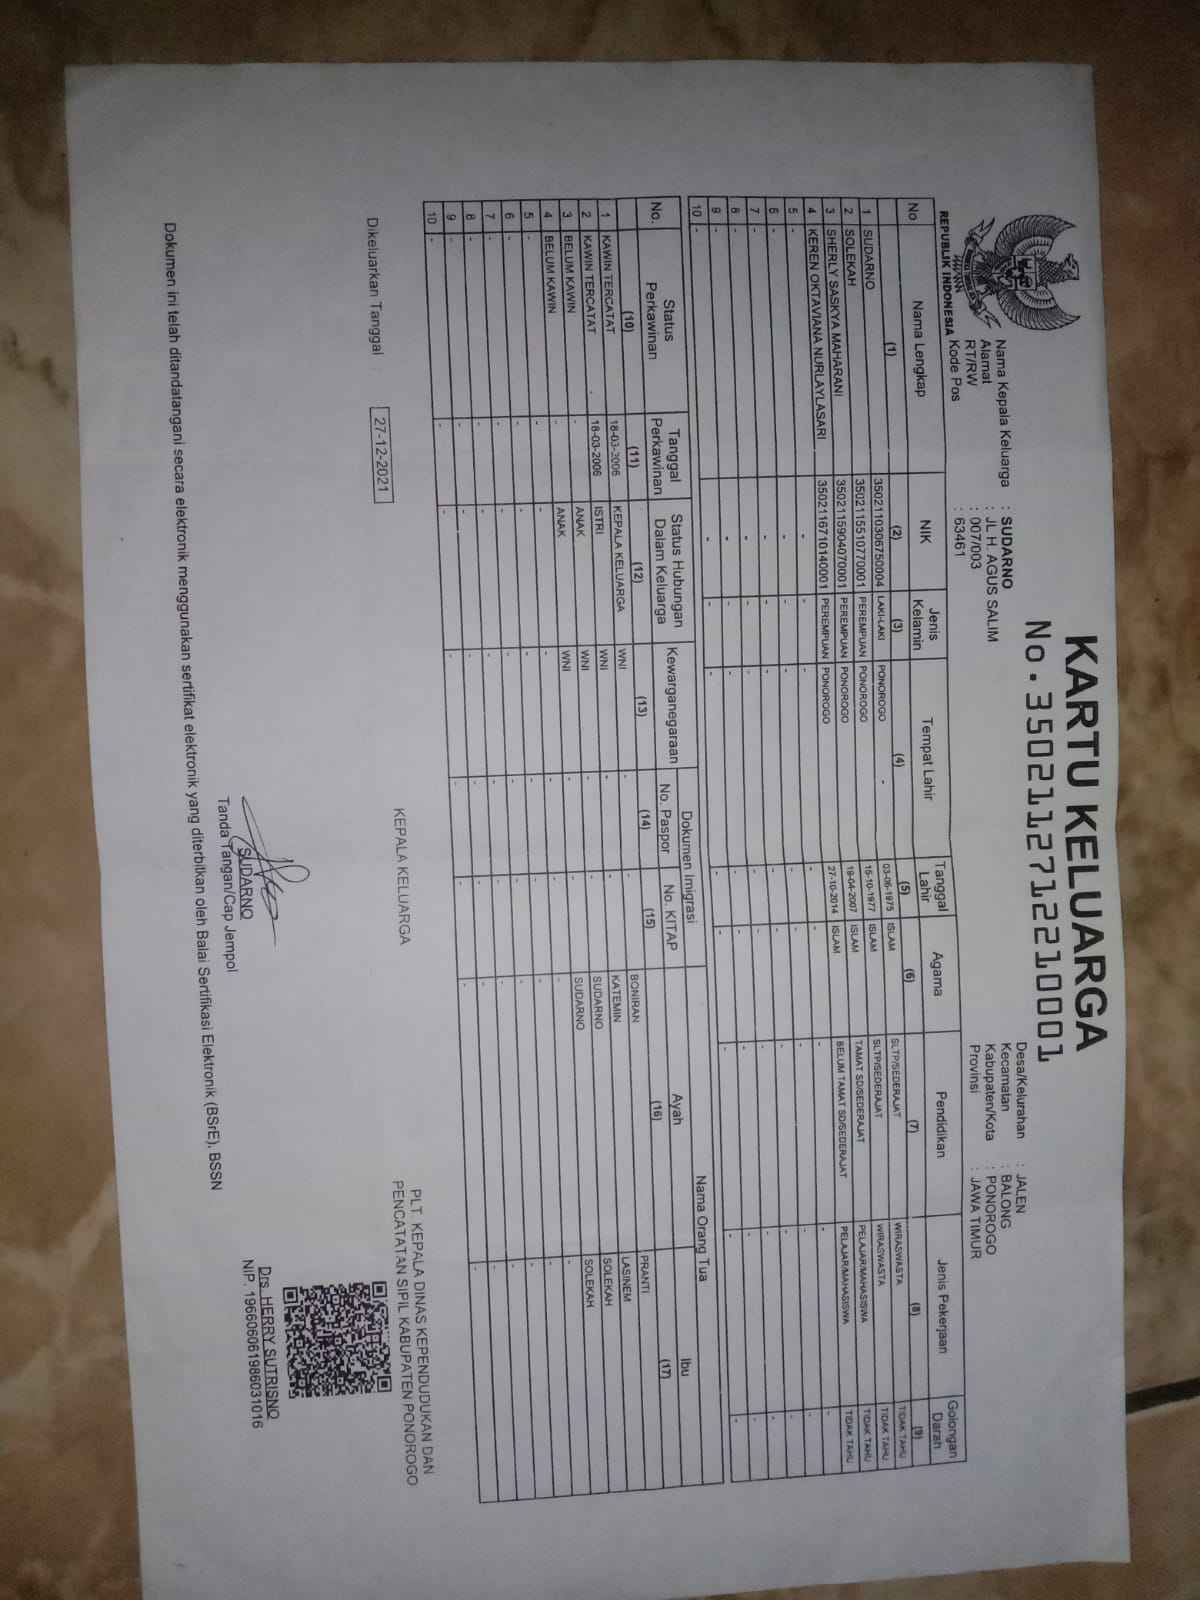 KARTU KELUARGA
No. 3502112712210001
REPUBLIK INDONESIA
Nama Kepala Keluarga : SUDARNO
Alamat : JL H. AGUS SALIM
RT/RW : 007/003
Kode Pos : 63461
Desa/Kelurahan : JALEN
Kecamatan : BALONG
Kabupaten/Kota : PONOROGO
Provinsi : JAWA TIMUR
No Nama Lengkap NIK Jenis Kelamin Tempat Lahir Tanggal Lahir Agama Pendidikan Jenis Pekerjaan Golongan Darah
(1) (2) (3) (4) (5) (6) (7) (8) (9)
1 SUDARNO 3502110306750004 LAKI-LAKI PONOROGO 03-06-1975 ISLAM SLTP/SEDERAJAT WIRASWASTA TIDAK TAHU
2 SOLEKAH 3502115510770001 PEREMPUAN PONOROGO 15-10-1977 ISLAM SLTP/SEDERAJAT WIRASWASTA TIDAK TAHU
3 SHERLY SASKYA MAHARANI 3502115904070001 PEREMPUAN PONOROGO 19-04-2007 ISLAM TAMAT SD/SEDERAJAT PELAJAR/MAHASISWA TIDAK TAHU
4 KEREN OKTAVIANA NURLAYLASARI 3502116710140001 PEREMPUAN PONOROGO 27-10-2014 ISLAM BELUM TAMAT SD/SEDERAJAT PELAJAR/MAHASISWA TIDAK TAHU
5 - - - - - - - - -
6 - - - - - - - - -
7 - - - - - - - - -
8 - - - - - - - - -
9 - - - - - - - - -
10 - - - - - - - - -
No. Status Perkawinan Tanggal Perkawinan Status Hubungan Dalam Keluarga Kewarganegaraan Dokumen Imigrasi Nama Orang Tua
No. Paspor No. KITAP Ayah Ibu
(10) (11) (12) (13) (14) (15) (16) (17)
1 KAWIN TERCATAT 18-03-2006 KEPALA KELUARGA WNI - - BONIRAN PRANTI
2 KAWIN TERCATAT 18-03-2006 ISTRI WNI - - KATEMIN LASINEM
3 BELUM KAWIN - ANAK WNI - - SUDARNO SOLEKAH
4 BELUM KAWIN - ANAK WNI - - SUDARNO SOLEKAH
5 - - - - - - - -
6 - - - - - - - -
7 - - - - - - - -
8 - - - - - - - -
9 - - - - - - - -
10 - - - - - - - -
Dikeluarkan Tanggal 27-12-2021
KEPALA KELUARGA
SUDARNO
Tanda Tangan/Cap Jempol
PLT. KEPALA DINAS KEPENDUDUKAN DAN
PENCATATAN SIPIL KABUPATEN PONOROGO
Drs. HERRY SUTRISNO
NIP. 196606061986031016
Dokumen ini telah ditandatangani secara elektronik menggunakan sertifikat elektronik yang diterbitkan oleh Balai Sertifikasi Elektronik (BSrE), BSSN